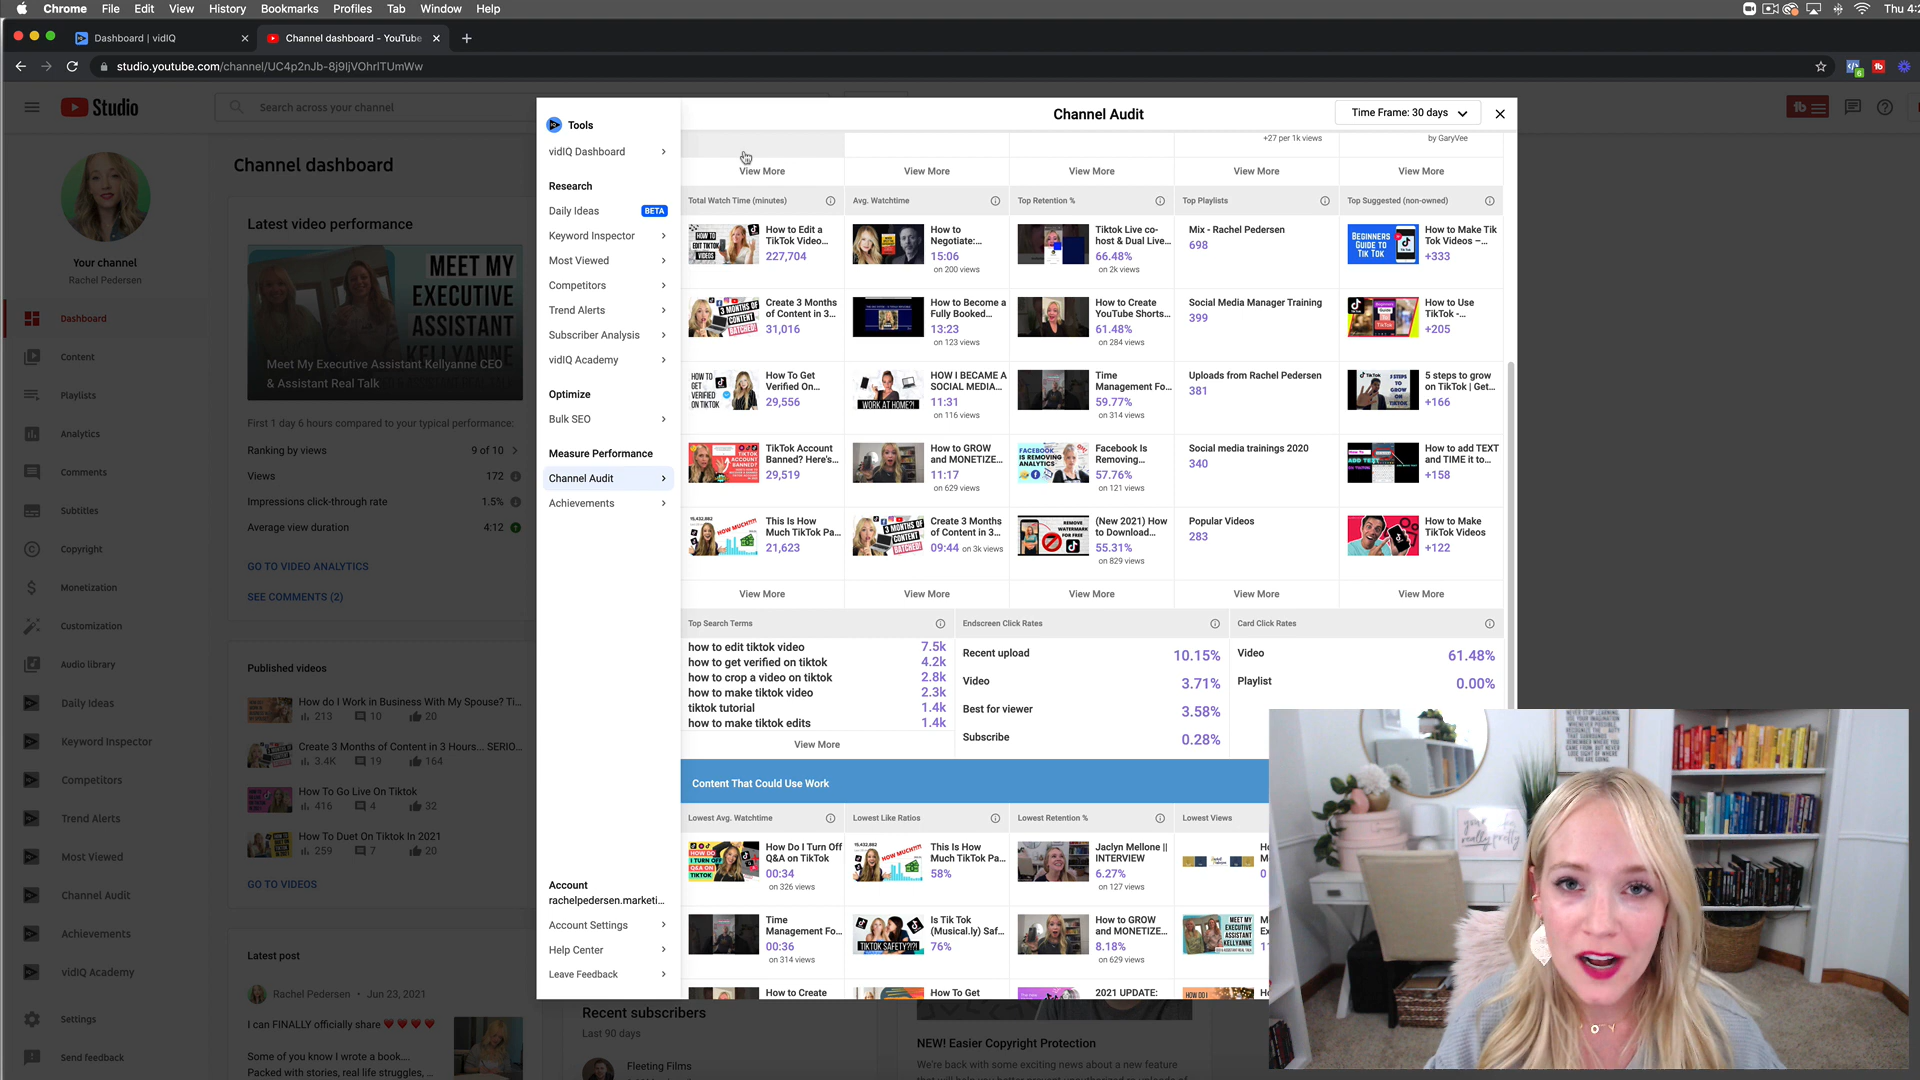 Chrome File Edit View History Bookmarks Profiles Tab Window Help
Dashboard | vidIQ
Channel dashboard - YouTube
studio.youtube.com/channel/UC4p2nJb-8j9IjVOhrlTUmWw
Studio
Search across your channel
Your channel
Rachel Pedersen
Dashboard
Content
Playlists
Analytics
Comments
Subtitles
Copyright
Monetization
Customization
Audio library
Daily Ideas
Keyword Inspector
Competitors
Trend Alerts
Most Viewed
Channel Audit
Achievements
vidIQ Academy
Settings
Send feedback
Channel dashboard
Latest video performance
MEET MY
EXECUTIVE
ASSISTANT
KELLYANNE
Meet My Executive Assistant Kellyanne CEO
& Assistant Real Talk
First 1 day 6 hours compared to your typical performance:
Ranking by views 9 of 10
Views 172
Impressions click-through rate 1.5%
Average view duration 4:12
GO TO VIDEO ANALYTICS
SEE COMMENTS (2)
Published videos
How do I Work in Business With My Spouse? Ti...
213 10 20
Create 3 Months of Content in 3 Hours... SERIO...
3.4K 19 164
How To Go Live On Tiktok
416 4 32
How To Duet On Tiktok In 2021
259 7 20
GO TO VIDEOS
Latest post
Rachel Pedersen • Jun 23, 2021
I can FINALLY officially share
Some of you know I wrote a book....
Packed with stories, real life struggles, ...
Tools
vidIQ Dashboard
Research
Daily Ideas BETA
Keyword Inspector
Most Viewed
Competitors
Trend Alerts
Subscriber Analysis
vidIQ Academy
Optimize
Bulk SEO
Measure Performance
Channel Audit
Achievements
Account
rachelpedersen.marketi...
Account Settings
Help Center
Leave Feedback
Channel Audit
Time Frame: 30 days
+27 per 1k views
by GaryVee
View More View More View More View More View More
Total Watch Time (minutes) Avg. Watchtime Top Retention % Top Playlists Top Suggested (non-owned)
How to Edit a
TikTok Video...
227,704
How to
Negotiate:...
15:06
on 200 views
Tiktok Live co-
host & Dual Live...
66.48%
on 2k views
Mix - Rachel Pedersen
698
How to Make Tik
Tok Videos –...
+333
Create 3 Months
of Content in 3...
31,016
How to Become a
Fully Booked...
13:23
on 123 views
How to Create
YouTube Shorts...
61.48%
on 284 views
Social Media Manager Training
399
How to Use
TikTok -...
+205
How To Get
Verified On...
29,556
HOW I BECAME A
SOCIAL MEDIA...
11:31
on 116 views
Time
Management Fo...
59.77%
on 314 views
Uploads from Rachel Pedersen
381
5 steps to grow
on TikTok | Get...
+166
TikTok Account
Banned? Here's...
29,519
How to GROW
and MONETIZE...
11:17
on 629 views
Facebook Is
Removing...
57.76%
on 121 views
Social media trainings 2020
340
How to add TEXT
and TIME it to...
+158
This Is How
Much TikTok Pa...
21,623
Create 3 Months
of Content in 3...
09:44 on 3k views
(New 2021) How
to Download...
55.31%
on 829 views
Popular Videos
283
How to Make
TikTok Videos
+122
View More View More View More View More View More
Top Search Terms
how to edit tiktok video 7.5k
how to get verified on tiktok 4.2k
how to crop a video on tiktok 2.8k
how to make tiktok video 2.3k
tiktok tutorial 1.4k
how to make tiktok edits 1.4k
View More
Endscreen Click Rates
Recent upload 10.15%
Video 3.71%
Best for viewer 3.58%
Subscribe 0.28%
Card Click Rates
Video 61.48%
Playlist 0.00%
Content That Could Use Work
Lowest Avg. Watchtime Lowest Like Ratios Lowest Retention % Lowest Views
How Do I Turn Off
Q&A on TikTok
00:34
on 326 views
This Is How
Much TikTok Pa...
58%
Jaclyn Mellone ||
INTERVIEW
6.27%
on 127 views
Time
Management Fo...
00:36
on 314 views
Is Tik Tok
(Musical.ly) Saf...
76%
How to GROW
and MONETIZE...
8.18%
on 629 views
How to Create
How To Get
2021 UPDATE:
Recent subscribers
Last 90 days
Fleeting Films
NEW! Easier Copyright Protection
We're back with some exciting news about a new feature